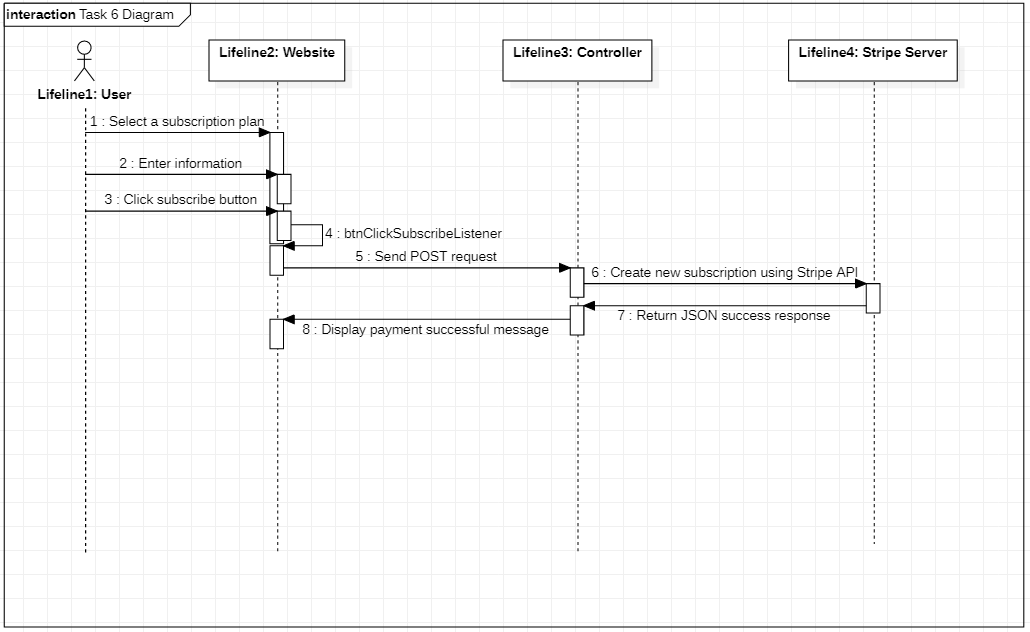 interaction Task 6 Diagram
Lifeline1: User
Lifeline2: Website
Lifeline3: Controller
Lifeline4: Stripe Server
1 : Select a subscription plan
2 : Enter information
3 : Click subscribe button
4 : btnClickSubscribeListener
5 : Send POST request
6 : Create new subscription using Stripe API
7 : Return JSON success response
8 : Display payment successful message